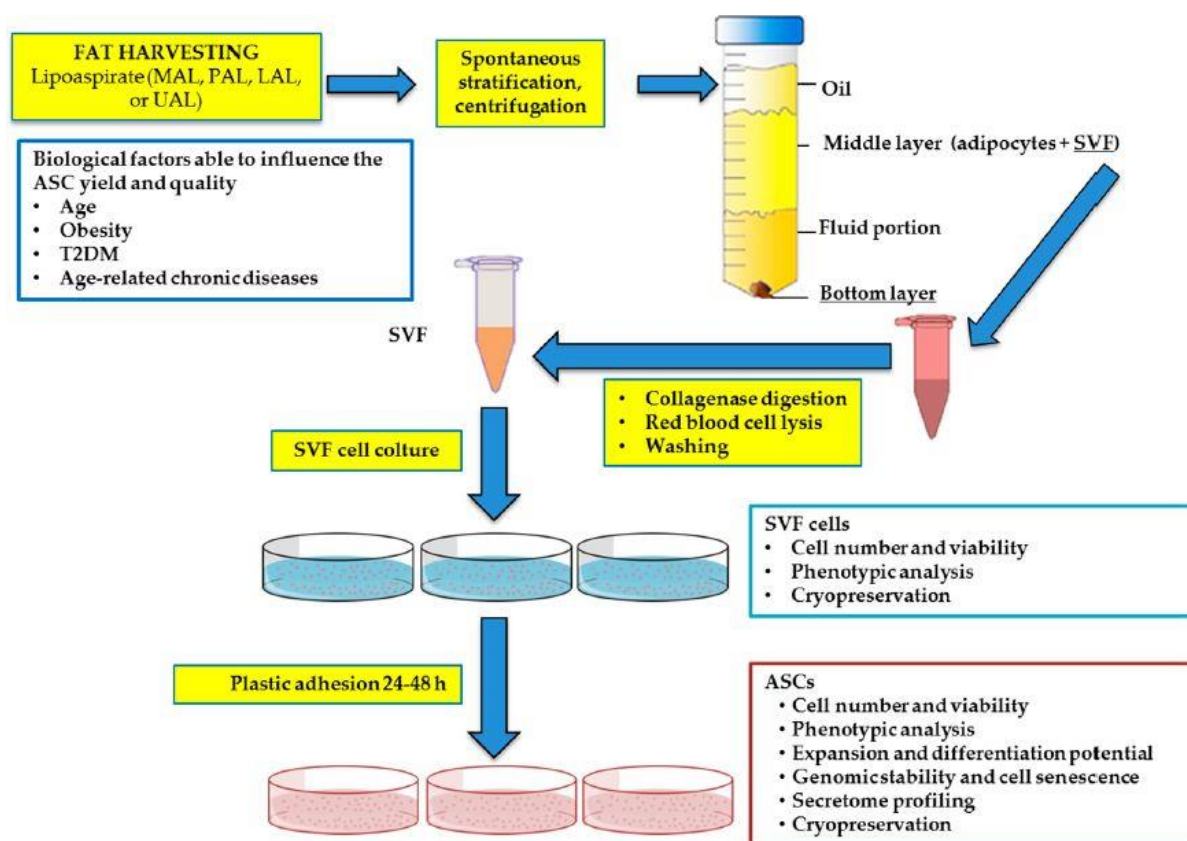 FAT HARVESTING
Lipoaspirate (MAL, PAL, LAL,
or UAL)
Spontaneous
stratification,
centrifugation
Oil
Middle layer (adipocytes + SVF)
Fluid portion
Bottom layer
Biological factors able to influence the
ASC yield and quality
• Age
• Obesity
• T2DM
• Age-related chronic diseases
SVF
• Collagenase digestion
• Red blood cell lysis
• Washing
SVF cell colture
SVF cells
• Cell number and viability
• Phenotypic analysis
• Cryopreservation
Plastic adhesion 24-48 h
ASCs
• Cell number and viability
• Phenotypic analysis
• Expansion and differentiation potential
• Genomic stability and cell senescence
• Secretome profiling
• Cryopreservation